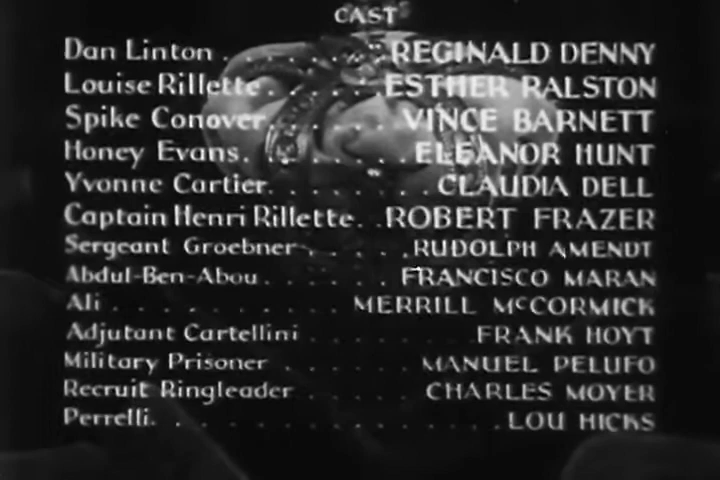 CAST
Dan Linton . . . . . . . . REGINALD DENNY
Louise Rillette . . . . . . ESTHER RALSTON
Spike Conover . . . . . . VINCE BARNETT
Honey Evans . . . . . . . ELEANOR HUNT
Yvonne Cartier . . . . . . . . CLAUDIA DELL
Captain Henri Rillette . . ROBERT FRAZER
Sergeant Groebner . . . . . RUDOLPH AMENDT
Abdul-Ben-Abou . . . . . . FRANCISCO MARAN
Ali . . . . . . . . . MERRILL McCORMICK
Adjutant Cartellini . . . . . . FRANK HOYT
Military Prisoner . . . . . . MANUEL PELUFO
Recruit Ringleader . . . . . CHARLES MOYER
Perrelli . . . . . . . . . . . . . LOU HICKS